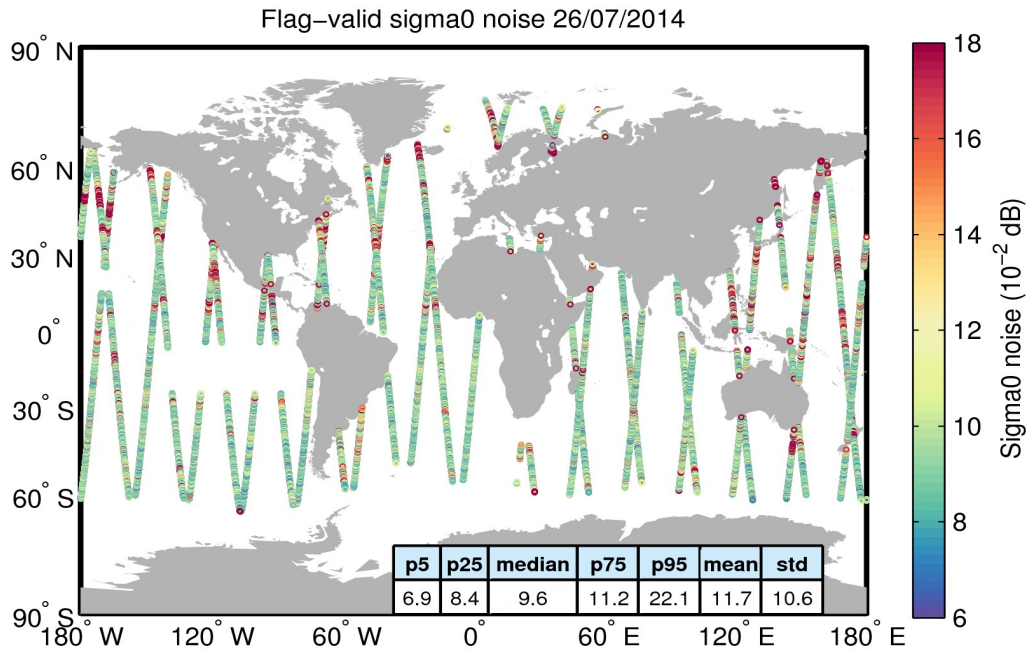 Flag−valid sigma0 noise 26/07/2014
90° N
60° N
30° N
0°
30° S
60° S
90° S
180° W
120° W
60° W
0°
60° E
120° E
180° E
p5 p25 median p75 p95 mean std
6.9 8.4 9.6 11.2 22.1 11.7 10.6
18
16
14
12
10
8
6
Sigma0 noise (10⁻² dB)